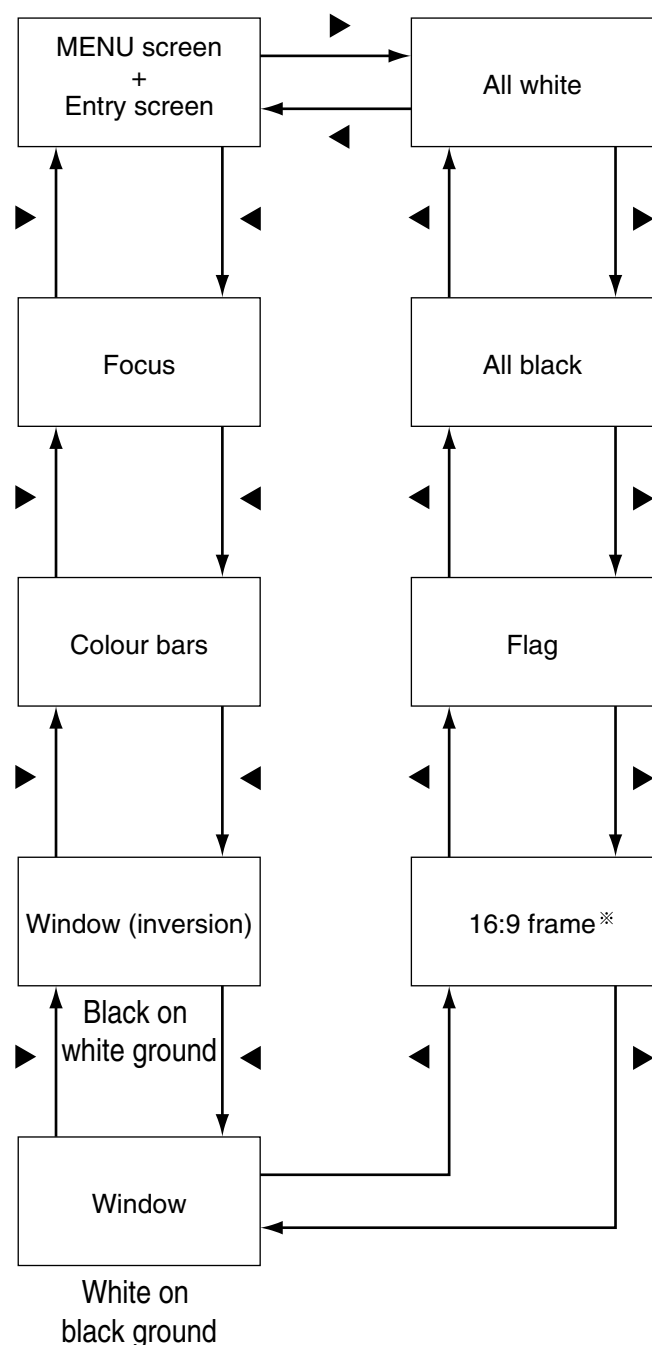 MENU screen
+
Entry screen
All white
Focus
All black
Colour bars
Flag
Window (inversion)
16:9 frame※
Black on
white ground
Window
White on
black ground